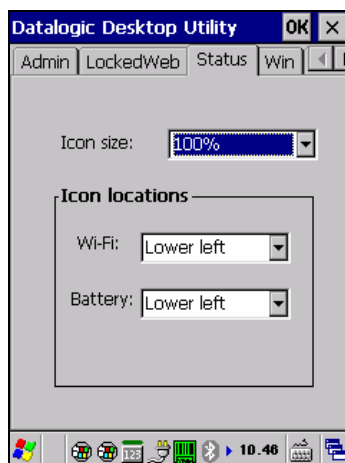 Datalogic Desktop Utility OK
Admin LockedWeb Status Win
Icon size: 100%
Icon locations
Wi-Fi: Lower left
Battery: Lower left
123 10.46